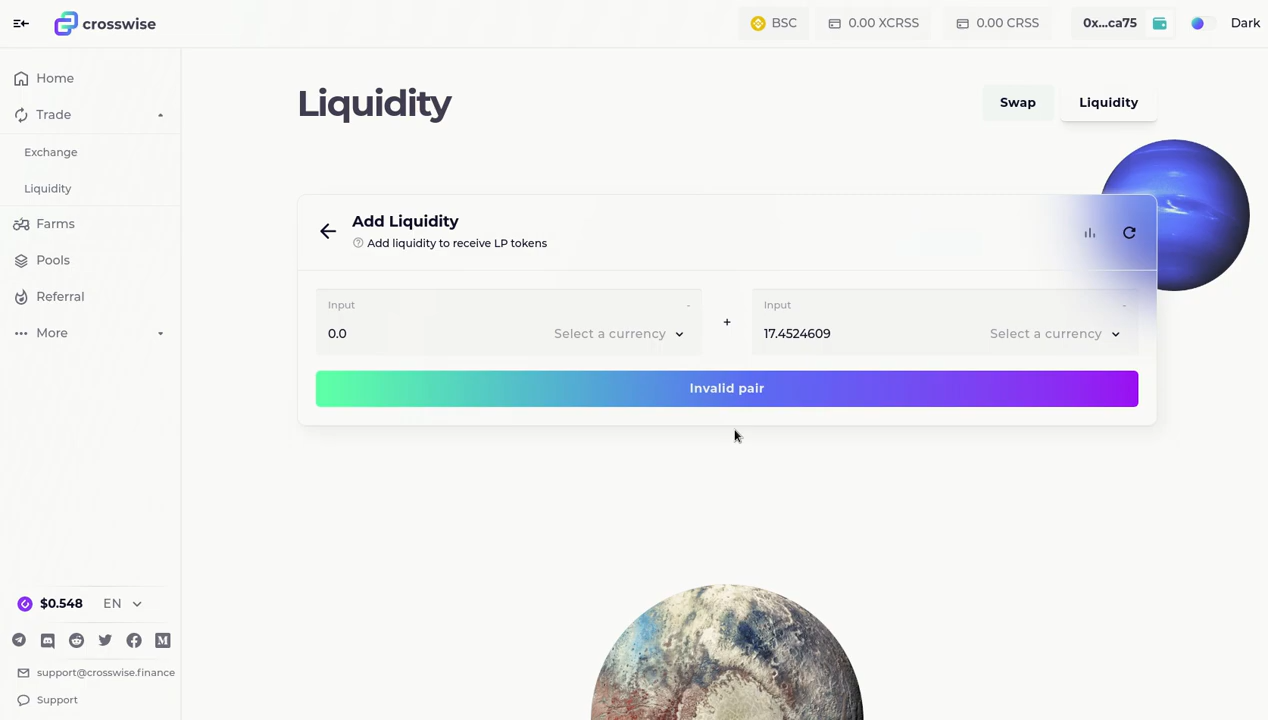 crosswise
BSC
0.00 XCRSS
0.00 CRSS
0x...ca75
Dark
Home
Trade
Exchange
Liquidity
Farms
Pools
Referral
More
$0.548
EN
support@crosswise.finance
Support
Liquidity
Swap
Liquidity
Add Liquidity
Add liquidity to receive LP tokens
Input
-
0.0
Select a currency
+
Input
-
17.4524609
Select a currency
Invalid pair